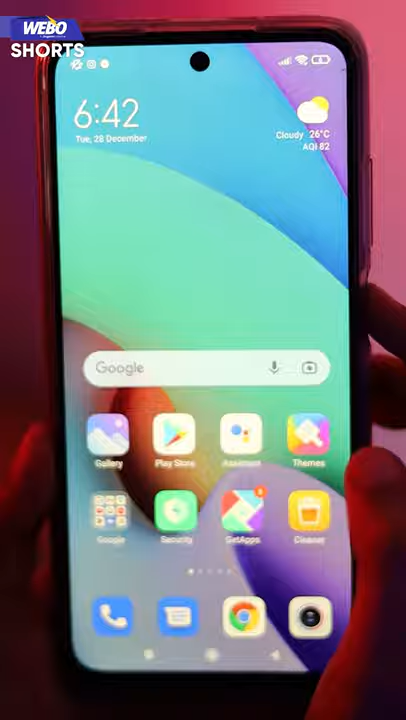 WEBO
SHORTS
6:42
Tue, 28 December
Cloudy 26°C
AQI 82
Google
Gallery
Play Store
Assistant
Themes
Google
Security
GetApps
Cleaner